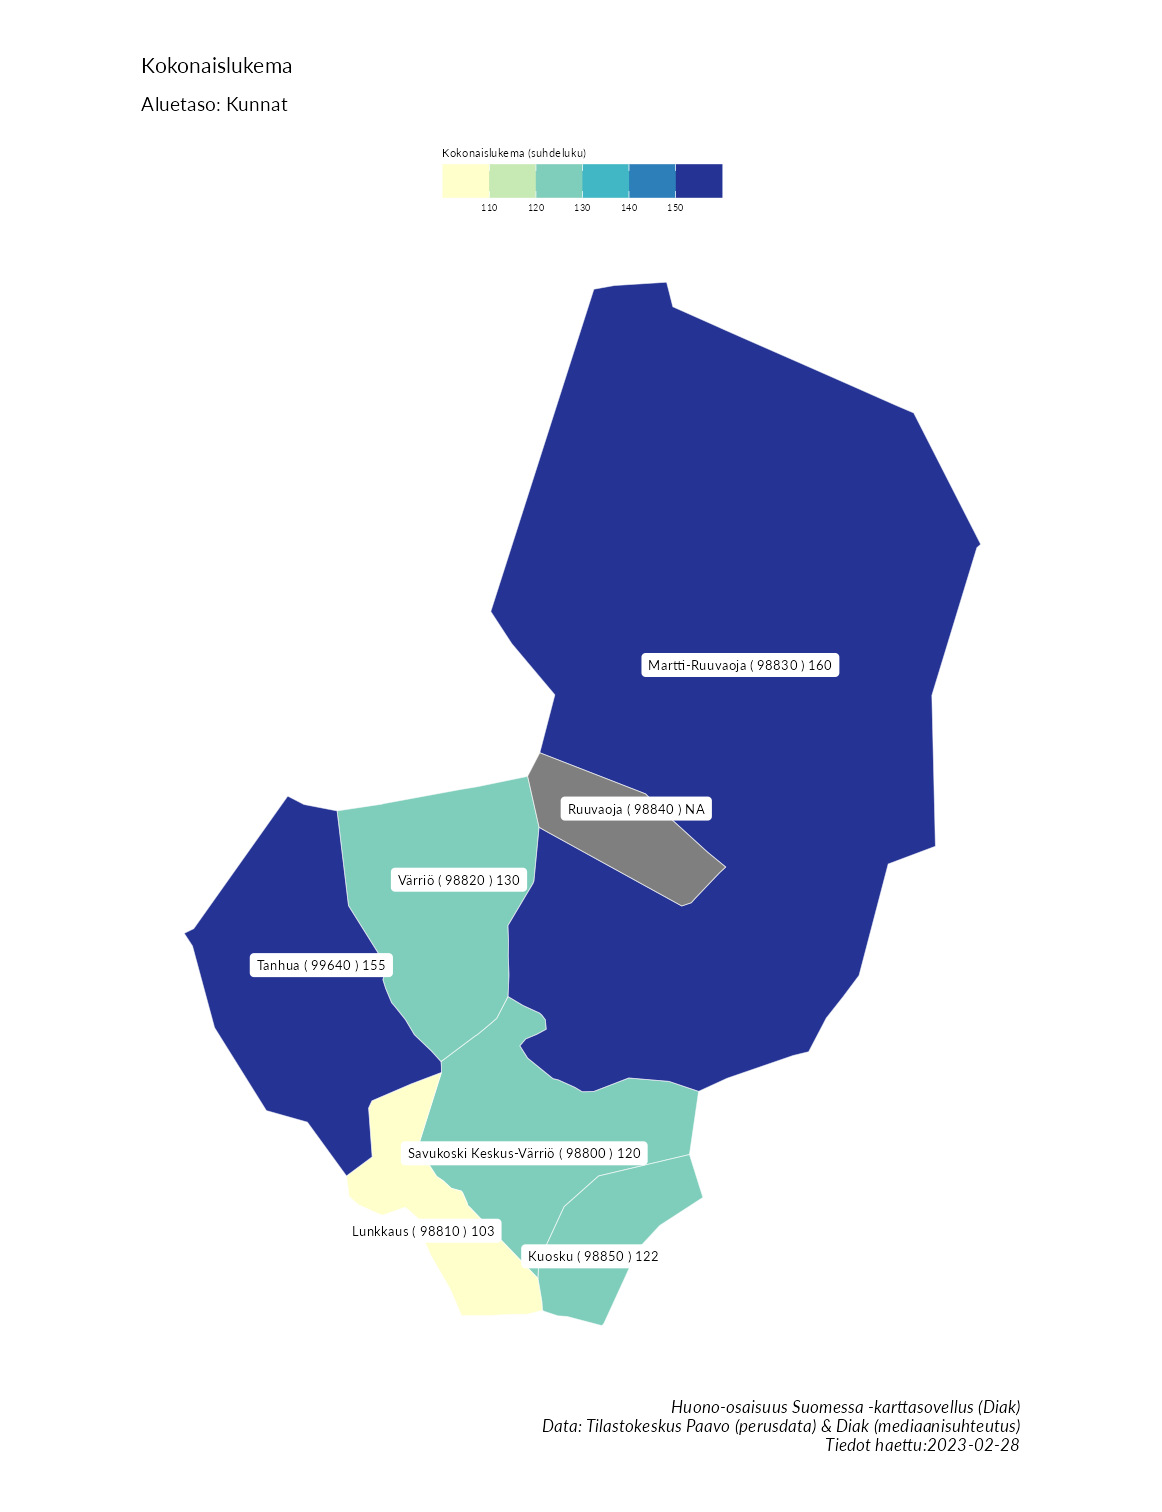 Kokonaislukema
Aluetaso: Kunnat
Kokonaislukema (suhdeluku)
110 120 130 140 150
Martti-Ruuvaoja ( 98830 ) 160
Ruuvaoja ( 98840 ) NA
Värriö ( 98820 ) 130
Tanhua ( 99640 ) 155
Savukoski Keskus-Värriö ( 98800 ) 120
Lunkkaus ( 98810 ) 103
Kuosku ( 98850 ) 122
Huono-osaisuus Suomessa -karttasovellus (Diak)
Data: Tilastokeskus Paavo (perusdata) & Diak (mediaanisuhteutus)
Tiedot haettu:2023-02-28